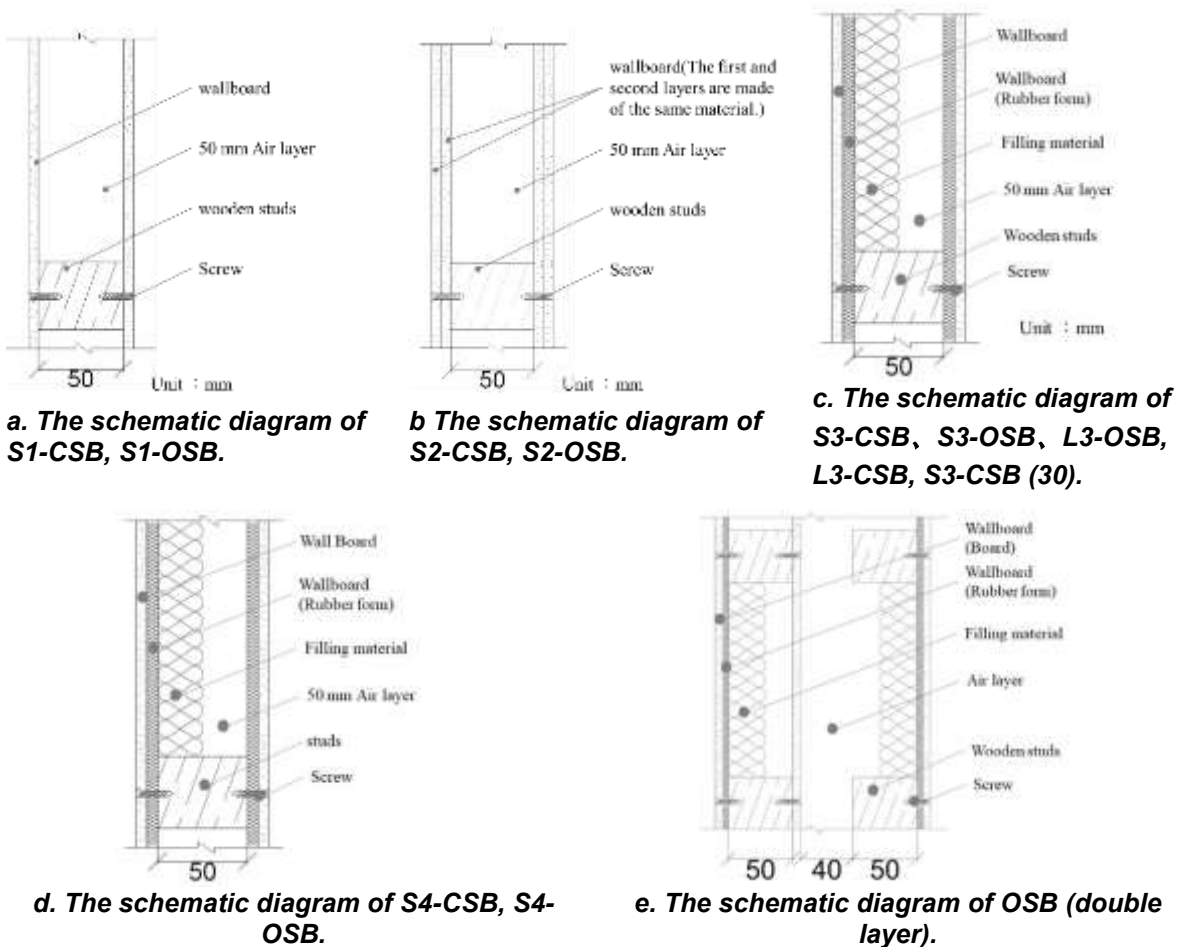 wallboard
50 mm Air layer
wooden studs
Screw
50
Unit：mm
a. The schematic diagram of
S1-CSB, S1-OSB.
wallboard(The first and
second layers are made
of the same material.)
50 mm Air layer
wooden studs
Screw
50
Unit：mm
b The schematic diagram of
S2-CSB, S2-OSB.
Wallboard
Wallboard
(Rubber form)
Filling material
50 mm Air layer
Wooden studs
Screw
Unit：mm
50
c. The schematic diagram of
S3-CSB、S3-OSB、L3-OSB,
L3-CSB, S3-CSB (30).
Wall Board
Wallboard
(Rubber form)
Filling material
50 mm Air layer
studs
Screw
50
d. The schematic diagram of S4-CSB, S4-
OSB.
Wallboard
(Board)
Wallboard
(Rubber form)
Filling material
Air layer
Wooden studs
Screw
50 40 50
e. The schematic diagram of OSB (double
layer).